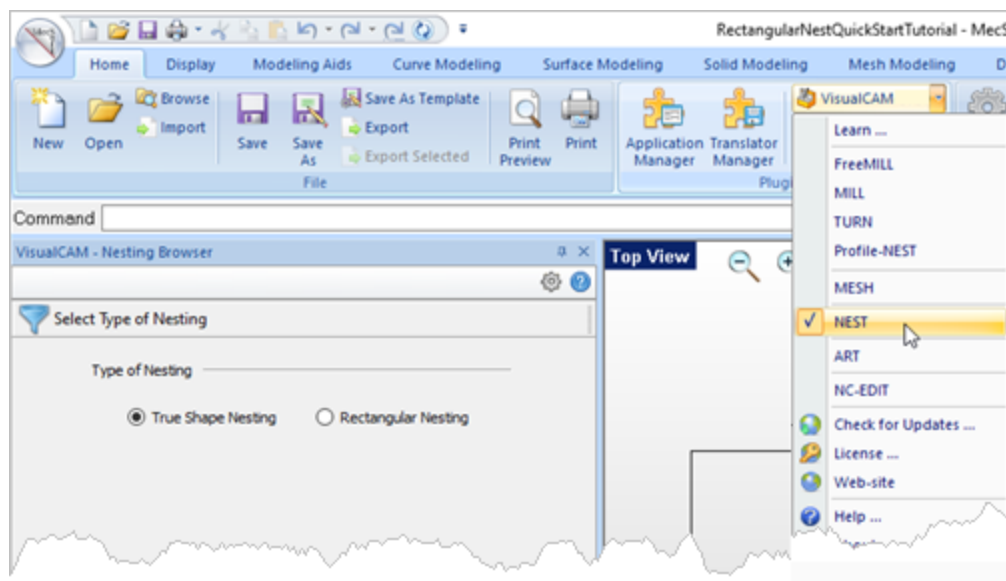 RectangularNestQuickStartTutorial - MecS
Home Display Modeling Aids Curve Modeling Surface Modeling Solid Modeling Mesh Modeling D
New
Open
Browse
Import
Save
Save As
Save As Template
Export
Export Selected
Print Preview
Print
File
Application Manager
Translator Manager
Plugi
VisualCAM
Learn ...
FreeMILL
MILL
TURN
Profile-NEST
MESH
NEST
ART
NC-EDIT
Check for Updates ...
License ...
Web-site
Help ...
Command
VisualCAM - Nesting Browser
Select Type of Nesting
Type of Nesting
True Shape Nesting Rectangular Nesting
Top View